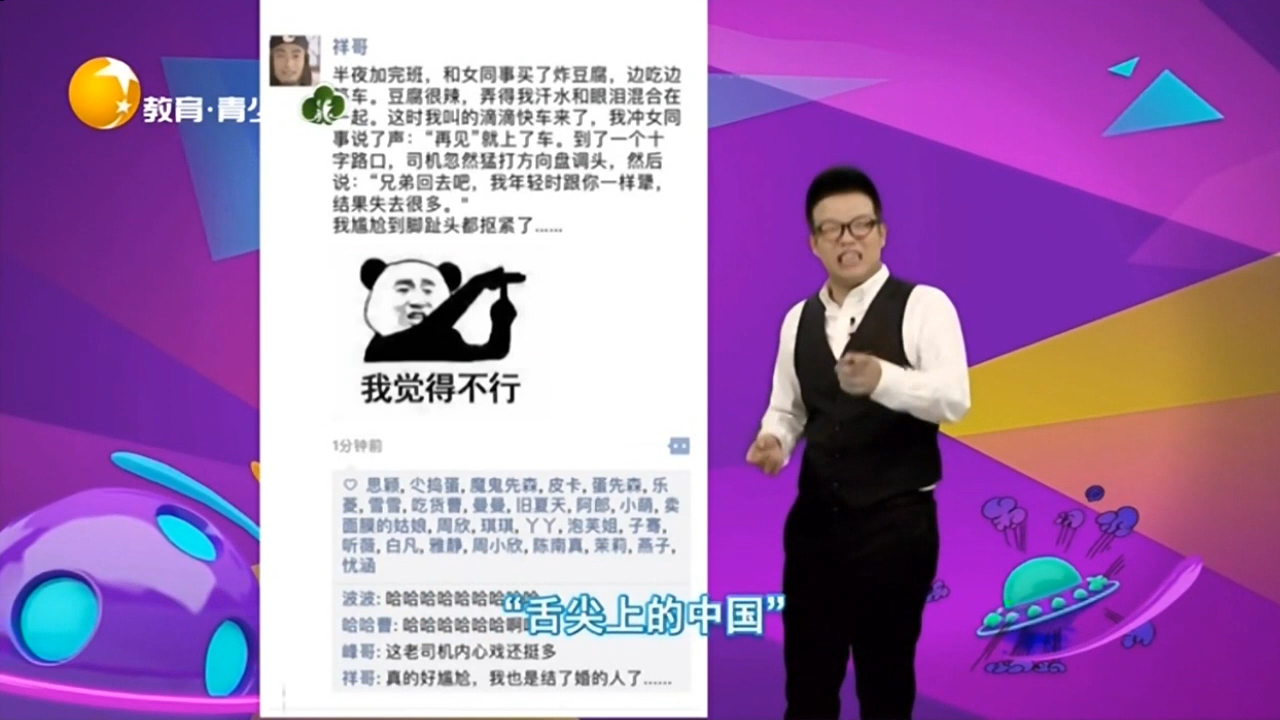 教育·青少
祥哥
半夜加完班，和女同事买了炸豆腐，边吃边
车。豆腐很辣，弄得我汗水和眼泪混合在
一起。这时我叫的滴滴快车来了，我冲女同
事说了声：“再见”就上了车。到了一个十
字路口，司机忽然猛打方向盘调头，然后
说：“兄弟回去吧，我年轻时跟你一样犟，
结果失去很多。"
我尴尬到脚趾头都抠紧了......
我觉得不行
1分钟前
思颖, 尐捣蛋, 魔鬼先森, 皮卡, 蛋先森, 乐
菱, 雪雪, 吃货曹, 曼曼, 旧夏天, 阿郎, 小萌, 卖
面膜的姑娘, 周欣, 琪琪, 丫丫, 泡芙姐, 子骞,
听薇, 白凡, 雅静, 周小欣, 陈南真, 茉莉, 燕子,
忧涵
波波: 哈哈哈哈哈哈哈哈哈
哈哈曹: 哈哈哈哈哈哈啊
“舌尖上的中国”
峰哥: 这老司机内心戏还挺多
祥哥: 真的好尴尬，我也是结了婚的人了......